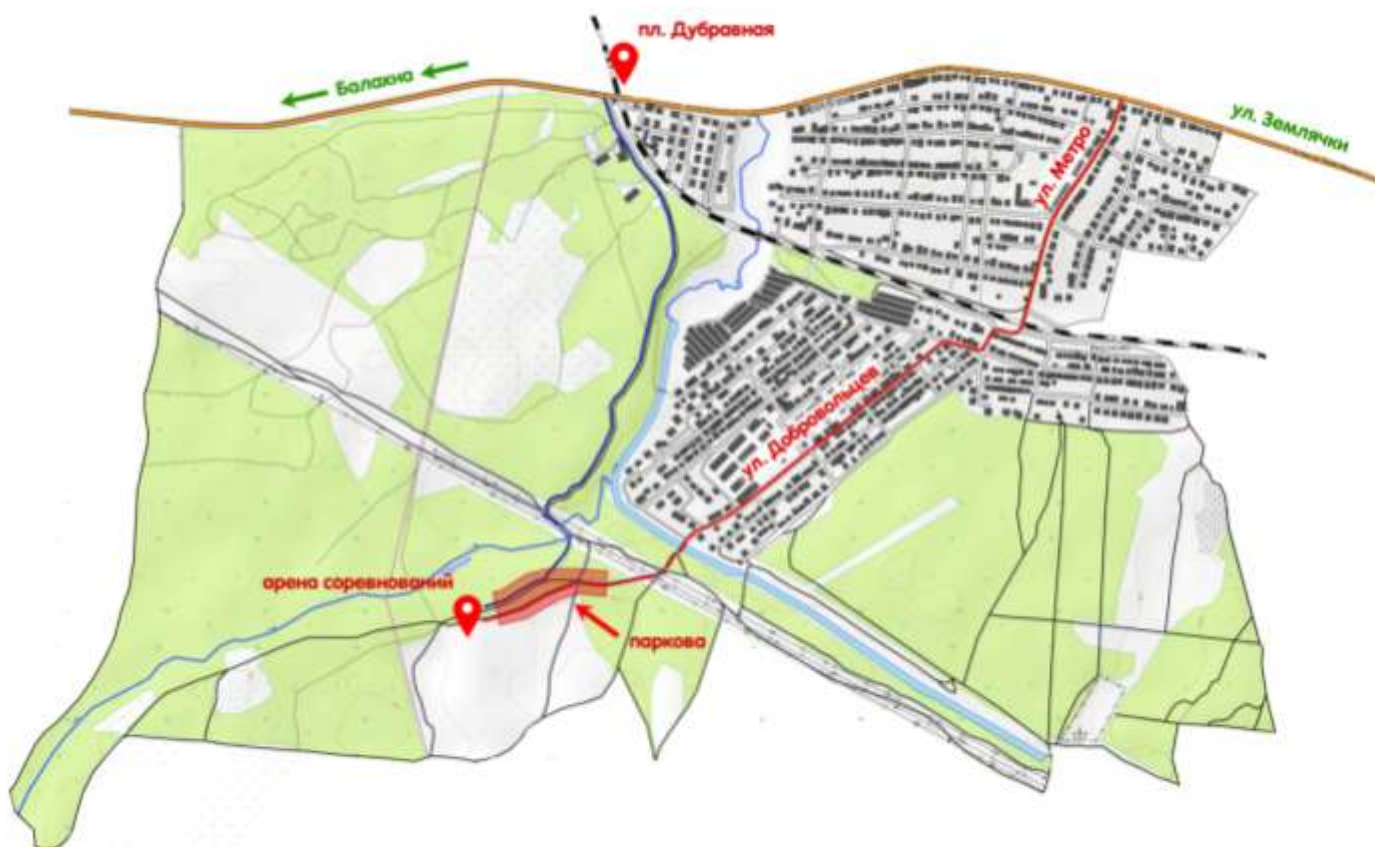 пл. Дубравная
Балахна
ул. Землячки
ул. Метро
ул. Добровольцев
арена соревнований
паркова